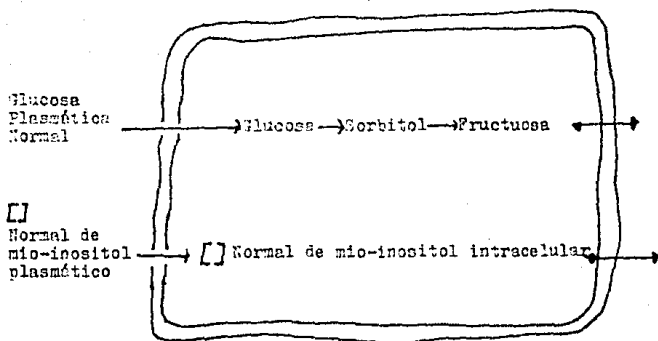 Glucosa
Plasmática
Normal
Glucosa → Sorbitol → Fructuosa
[]
Normal de
mio-inositol
plasmático
[] Normal de mio-inositol intracelular